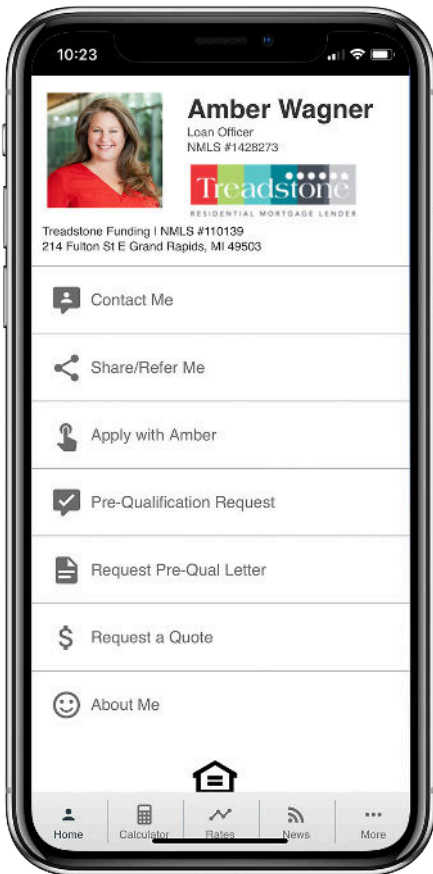 10:23
Amber Wagner
Loan Officer
NMLS #1428273
Treadstone
RESIDENTIAL MORTGAGE LENDER
Treadstone Funding I NMLS #110139
214 Fulton St E Grand Rapids, MI 49503
Contact Me
Share/Refer Me
Apply with Amber
Pre-Qualification Request
Request Pre-Qual Letter
Request a Quote
About Me
Home
Calculator
Rates
News
More